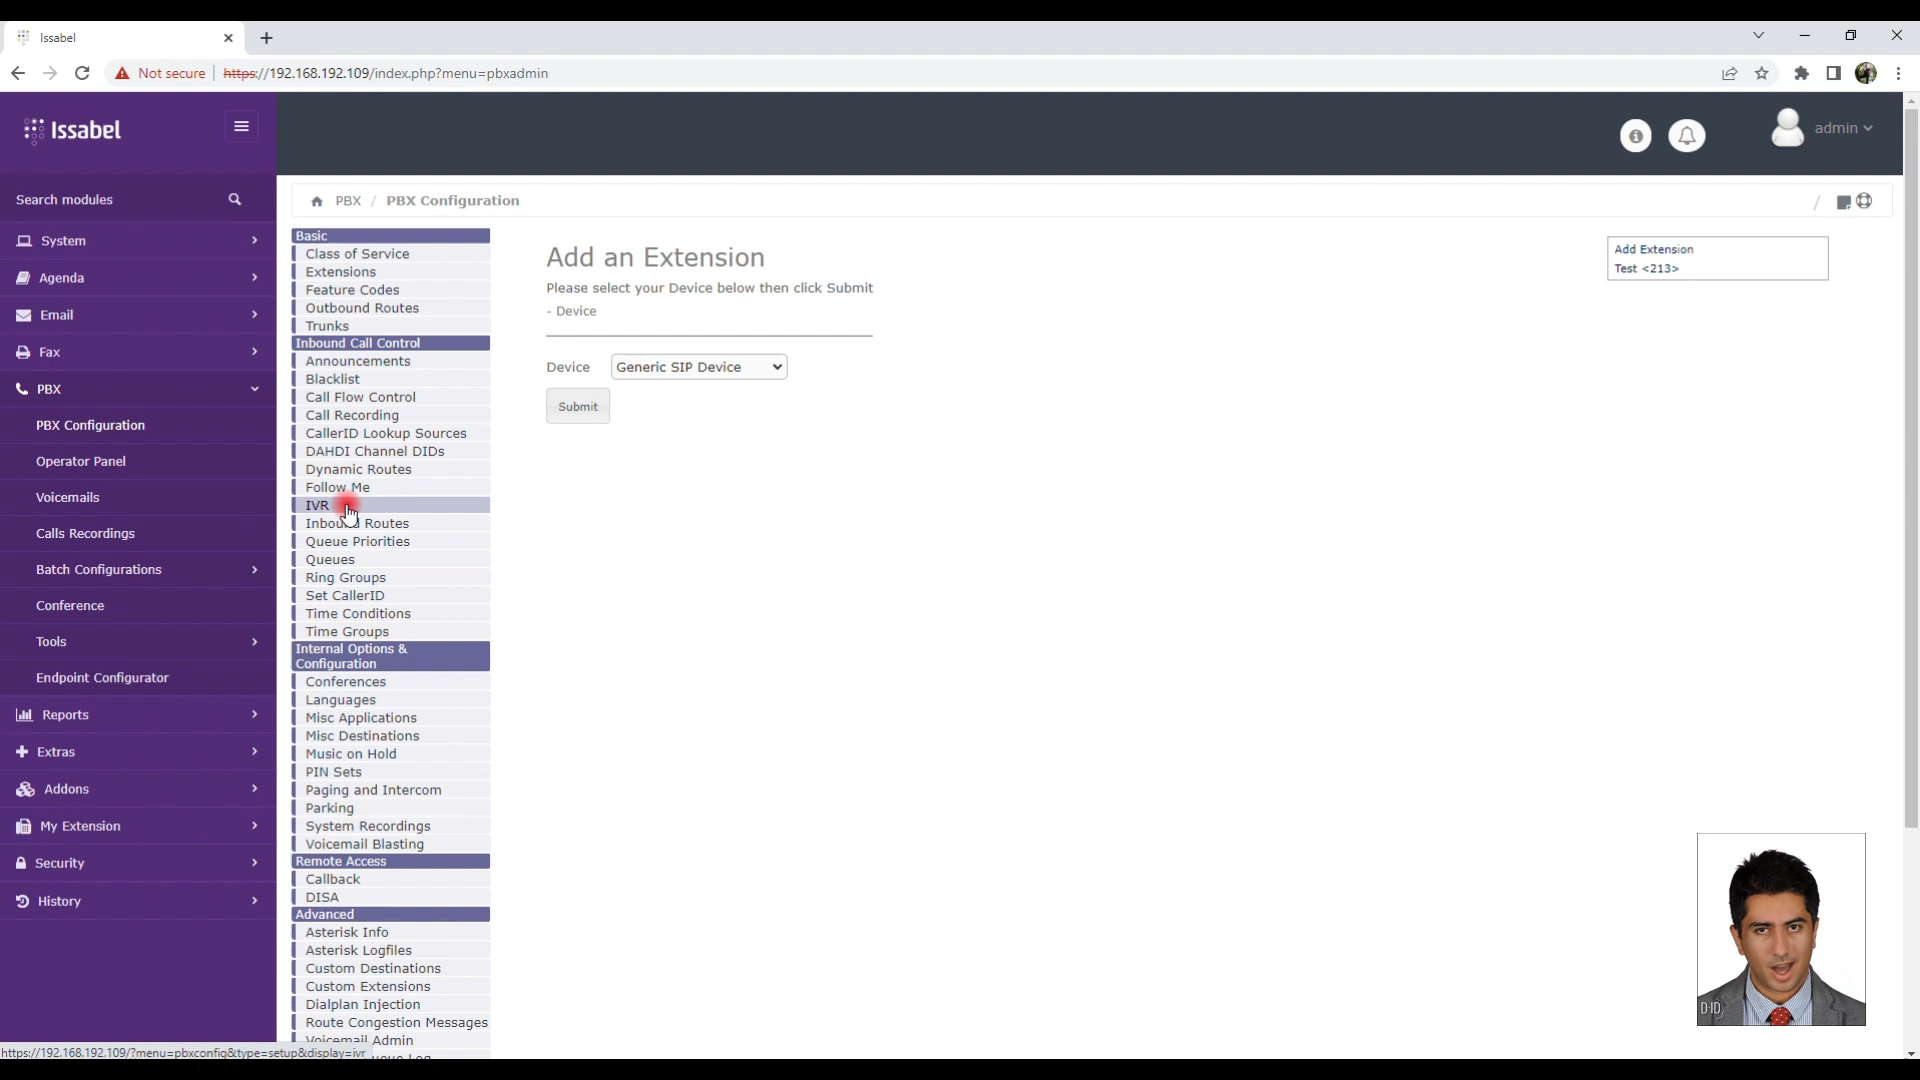 Issabel
Not secure
https://192.168.192.109/index.php?menu=pbxadmin
Issabel
admin
Search modules
System
Agenda
Email
Fax
PBX
PBX Configuration
Operator Panel
Voicemails
Calls Recordings
Batch Configurations
Conference
Tools
Endpoint Configurator
Reports
Extras
Addons
My Extension
Security
History
PBX / PBX Configuration /
Basic
Class of Service
Extensions
Feature Codes
Outbound Routes
Trunks
Inbound Call Control
Announcements
Blacklist
Call Flow Control
Call Recording
CallerID Lookup Sources
DAHDI Channel DIDs
Dynamic Routes
Follow Me
IVR
Inbound Routes
Queue Priorities
Queues
Ring Groups
Set CallerID
Time Conditions
Time Groups
Internal Options &
Configuration
Conferences
Languages
Misc Applications
Misc Destinations
Music on Hold
PIN Sets
Paging and Intercom
Parking
System Recordings
Voicemail Blasting
Remote Access
Callback
DISA
Advanced
Asterisk Info
Asterisk Logfiles
Custom Destinations
Custom Extensions
Dialplan Injection
Route Congestion Messages
Voicemail Admin
Add an Extension
Please select your Device below then click Submit
- Device
Device Generic SIP Device
Submit
Add Extension
Test <213>
D-ID
https://192.168.192.109/?menu=pbxconfig&type=setup&display=ivr